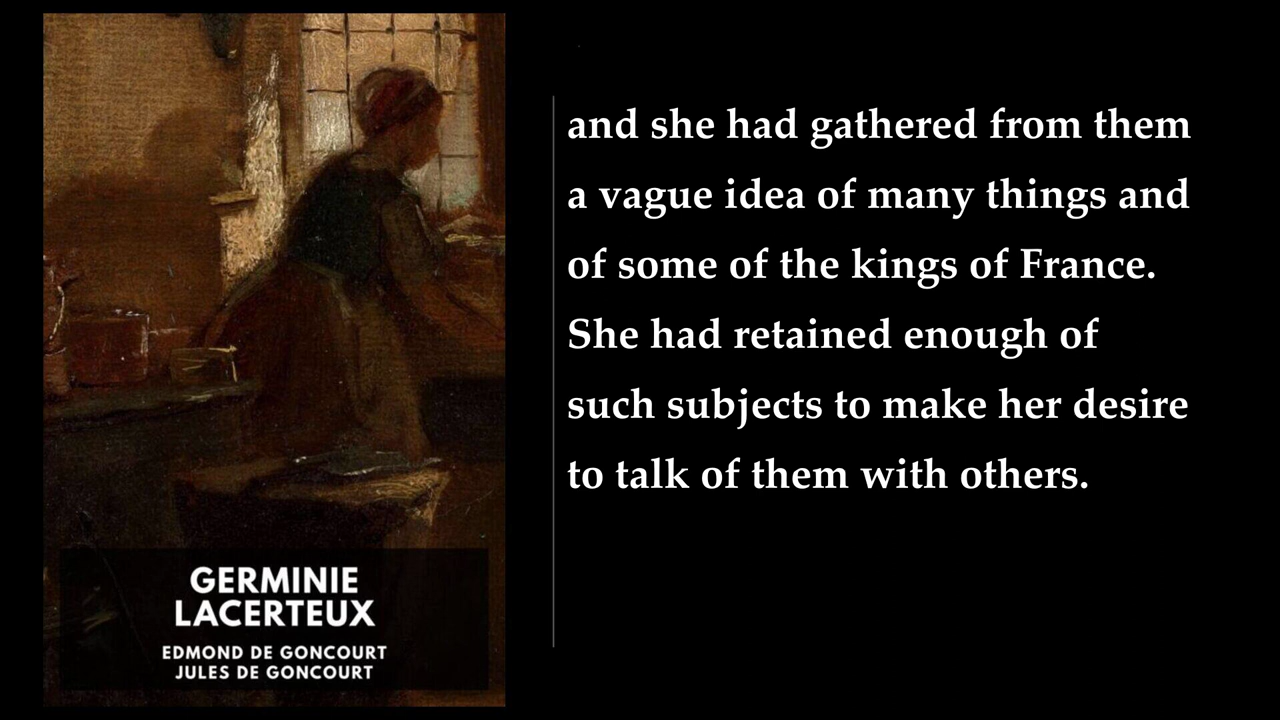 and she had gathered from them
a vague idea of many things and
of some of the kings of France.
She had retained enough of
such subjects to make her desire
to talk of them with others.
GERMINIE
LACERTEUX
EDMOND DE GONCOURT
JULES DE GONCOURT